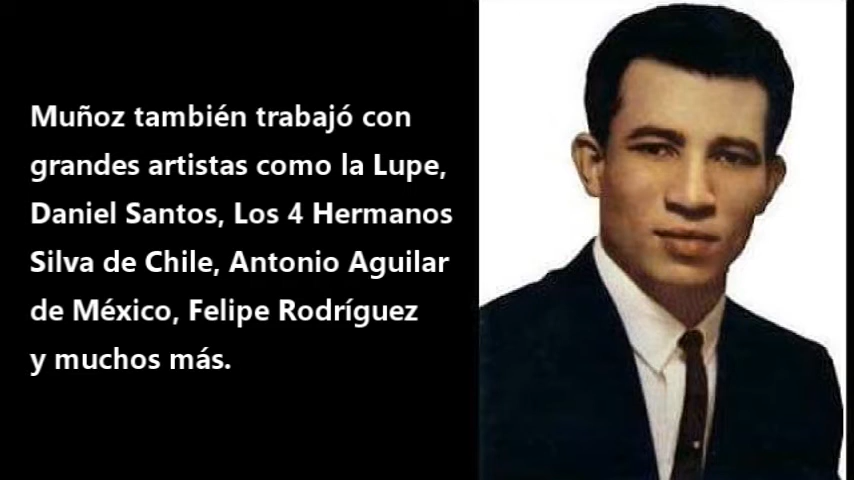 Muñoz también trabajó con
grandes artistas como la Lupe,
Daniel Santos, Los 4 Hermanos
Silva de Chile, Antonio Aguilar
de México, Felipe Rodríguez
y muchos más.